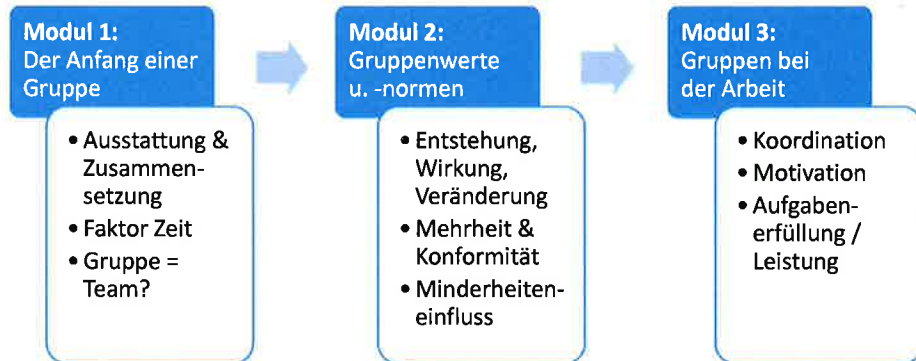 Modul 1:
Der Anfang einer
Gruppe
• Ausstattung &
Zusammen-
setzung
• Faktor Zeit
• Gruppe =
Team?
Modul 2:
Gruppenwerte
u. -normen
• Entstehung,
Wirkung,
Veränderung
• Mehrheit &
Konformität
• Minderheiten-
einfluss
Modul 3:
Gruppen bei
der Arbeit
• Koordination
• Motivation
• Aufgaben-
erfüllung /
Leistung